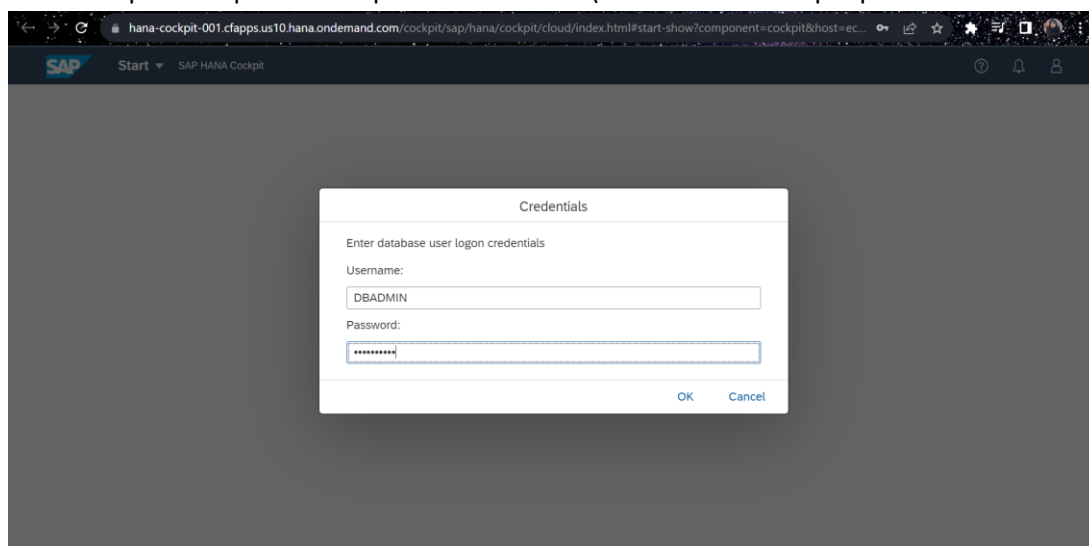 hana-cockpit-001.cfapps.us10.hana.ondemand.com/cockpit/sap/hana/cockpit/cloud/index.html#start-show?component=cockpit&host=ec...
SAP Start SAP HANA Cockpit
Credentials
Enter database user logon credentials
Username:
DBADMIN
Password:
••••••••••
OK Cancel